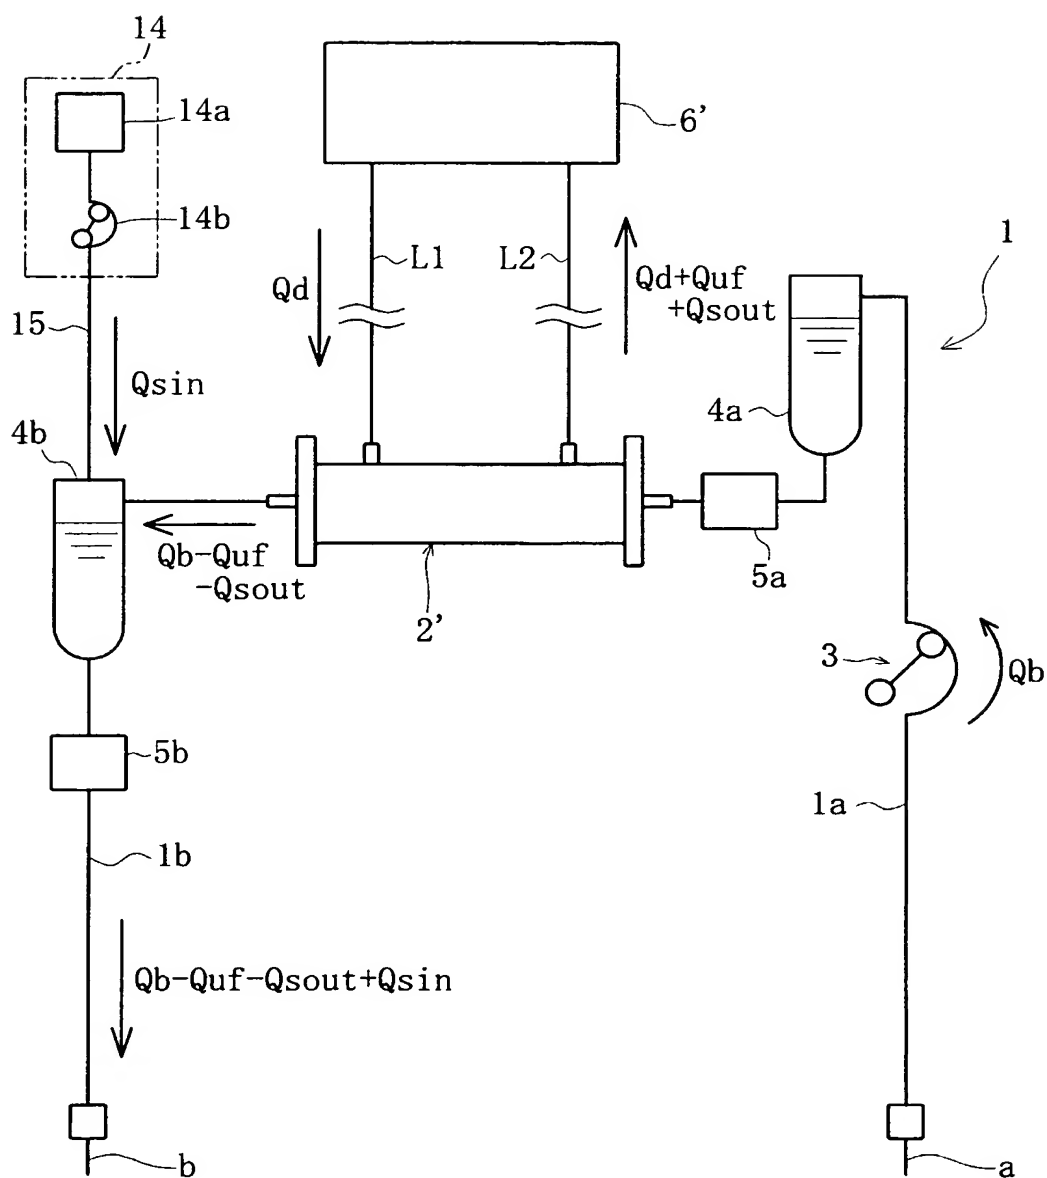 14
14a
6'
14b
1
L1
L2
Qd
Qd+Quf
+Qsout
15
Qsin
4a
4b
Qb-Quf
-Qsout
5a
2'
3
Qb
5b
1a
1b
Qb-Quf-Qsout+Qsin
b
a